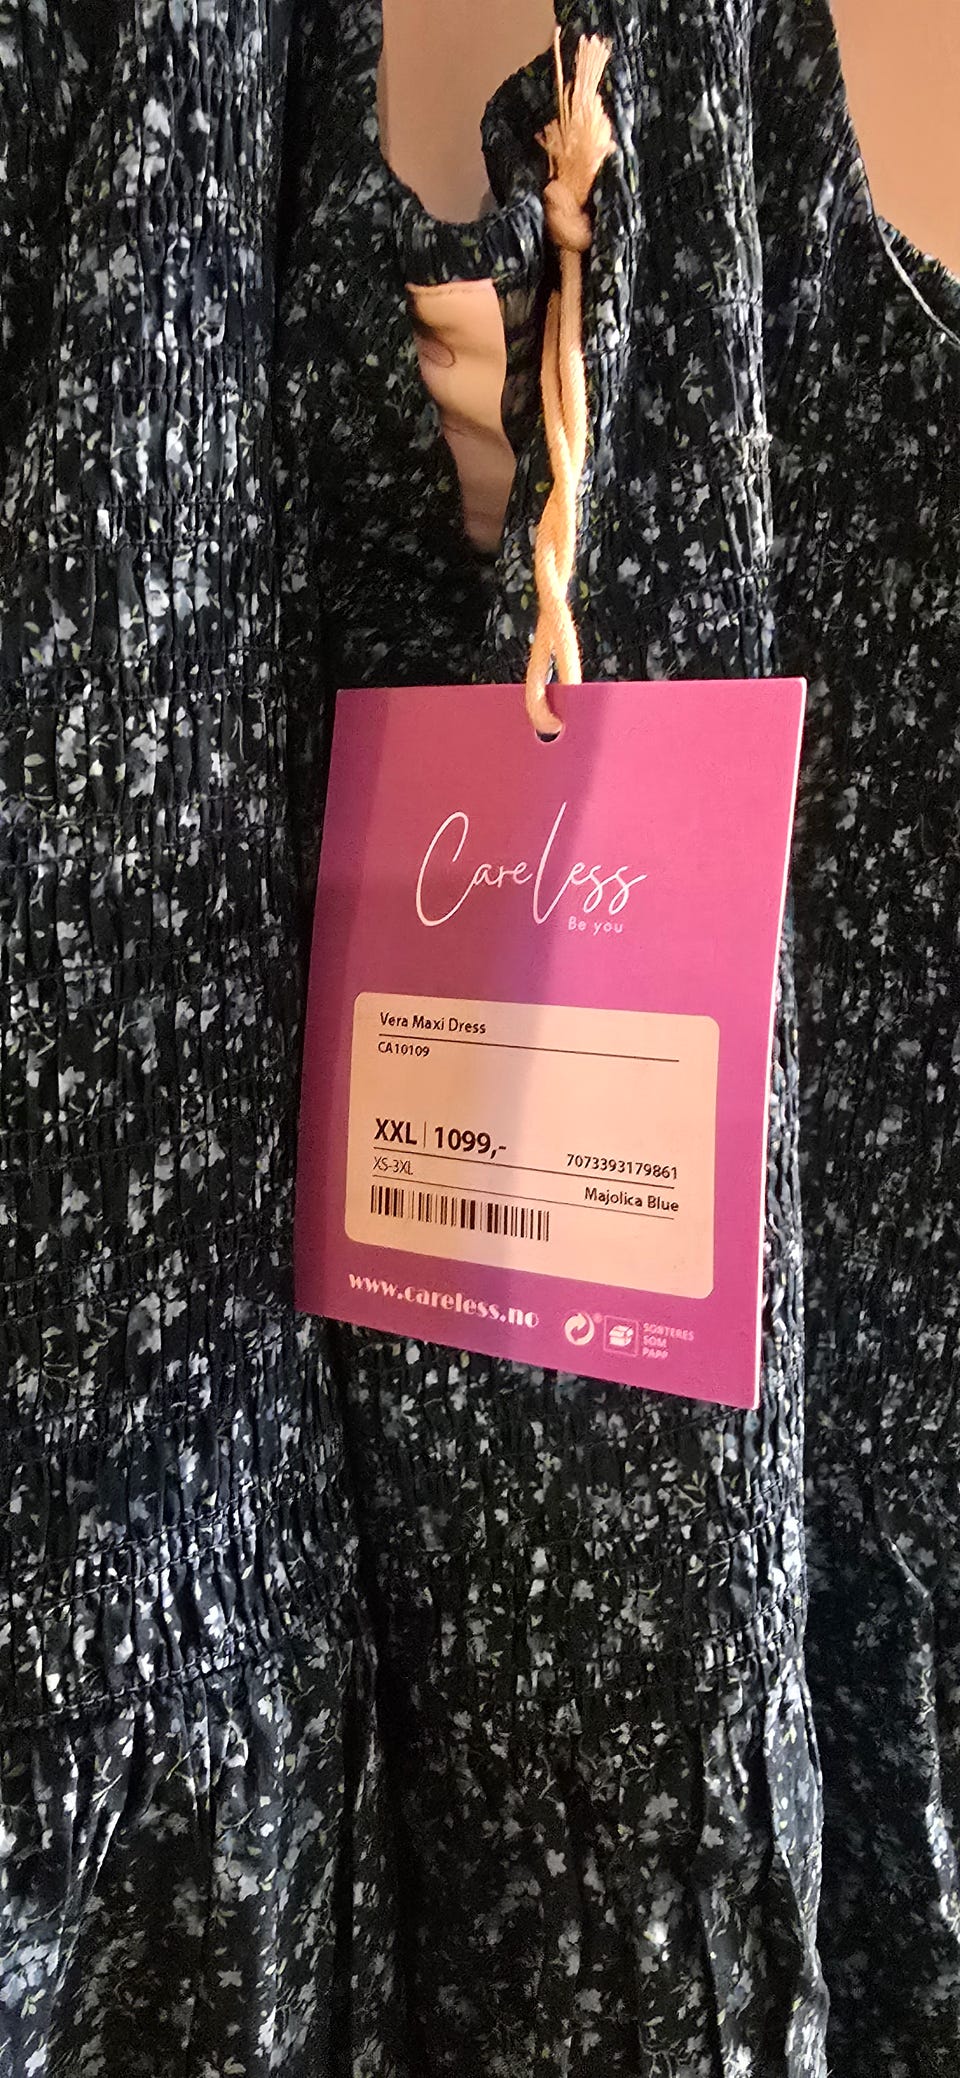 CareLess
Be you
Vera Maxi Dress
CA10109
XXL | 1099,-
7073393179861
XS-3XL
Majolica Blue
www.careless.no
SORTERES
SOM
PAPP